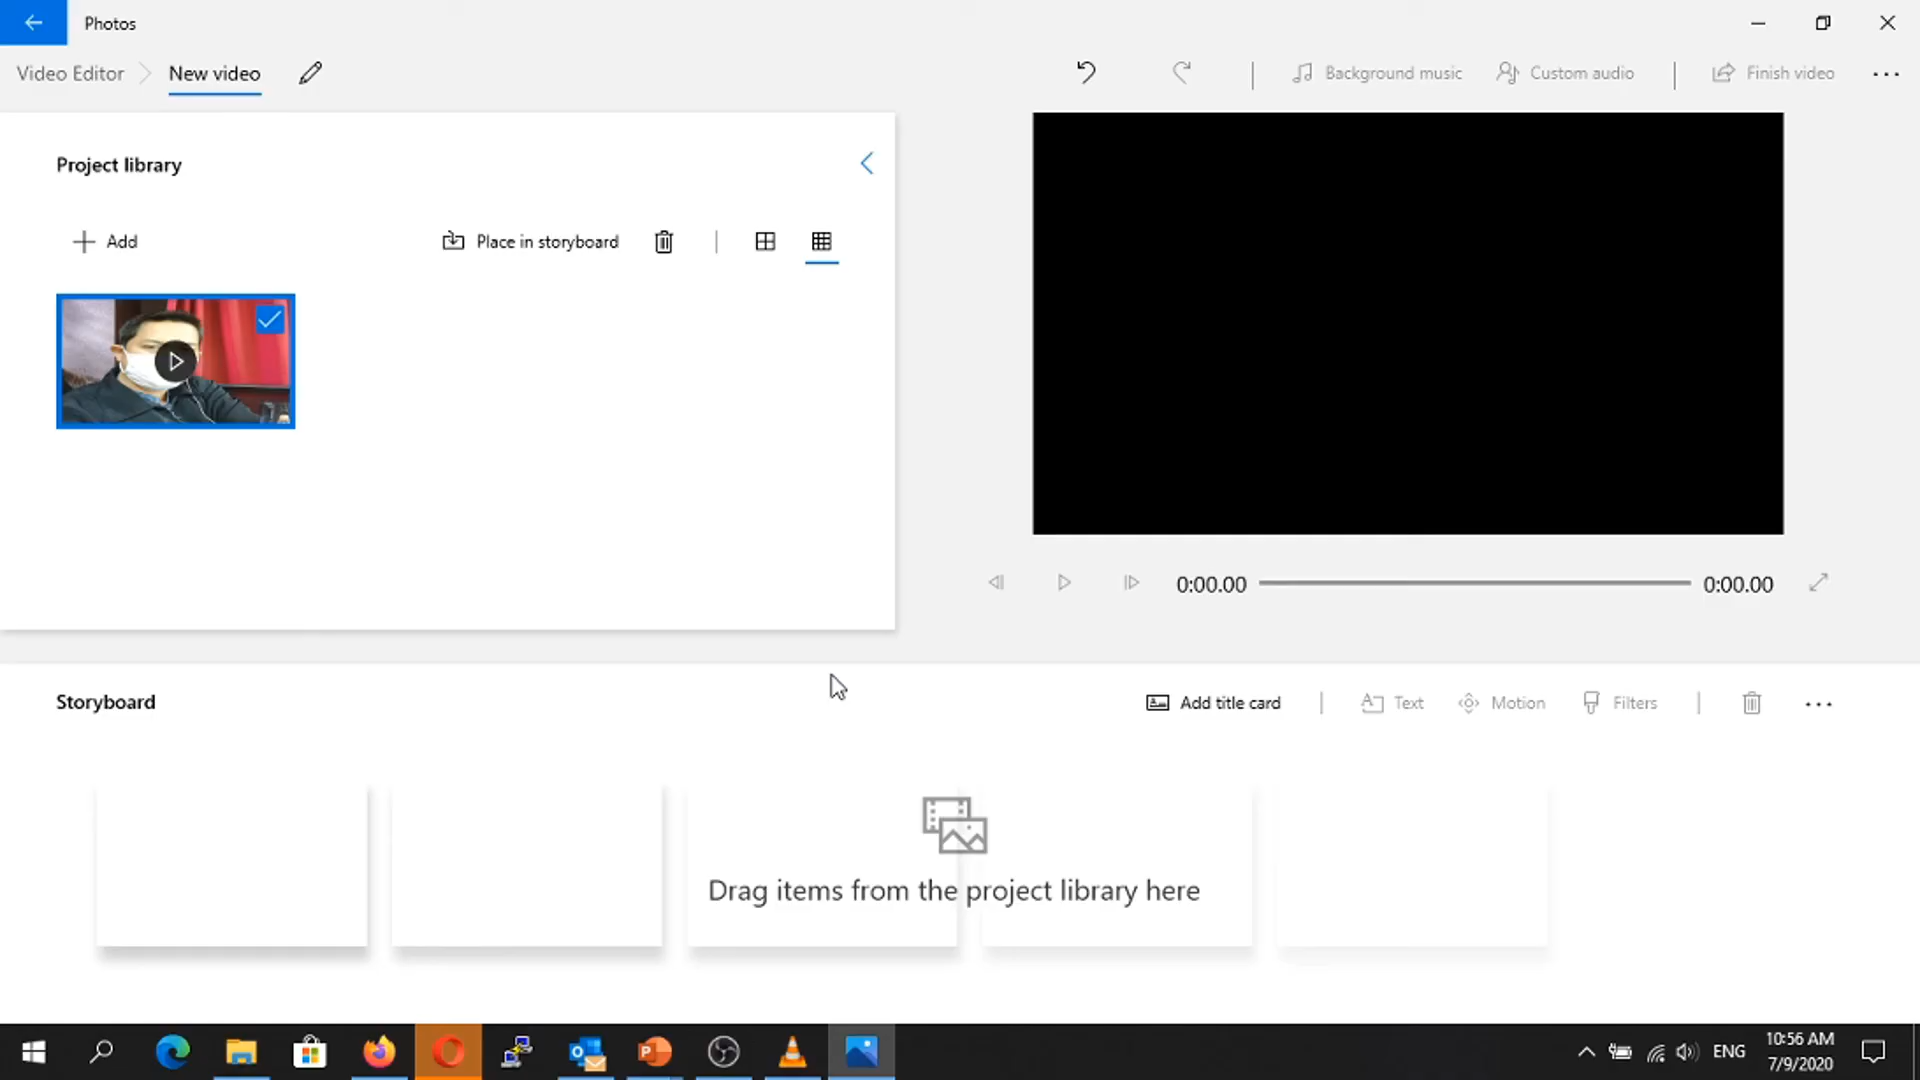 Photos
Video Editor
New video
Background music
Custom audio
Finish video
Project library
Add
Place in storyboard
0:00.00
0:00.00
Storyboard
Add title card
Text
Motion
Filters
Drag items from the project library here
ENG
10:56 AM
7/9/2020